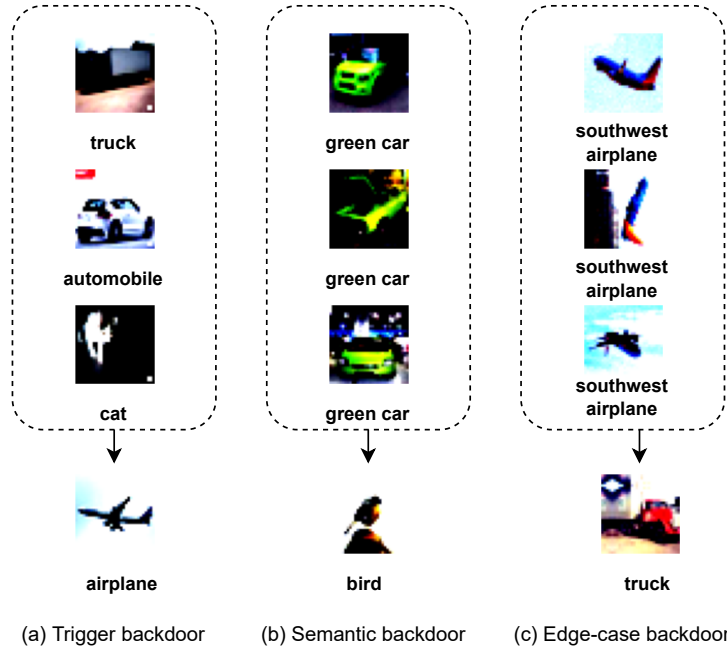 truck
automobile
cat
airplane
(a) Trigger backdoor
green car
green car
green car
bird
(b) Semantic backdoor
southwest
airplane
southwest
airplane
southwest
airplane
truck
(c) Edge-case backdoor